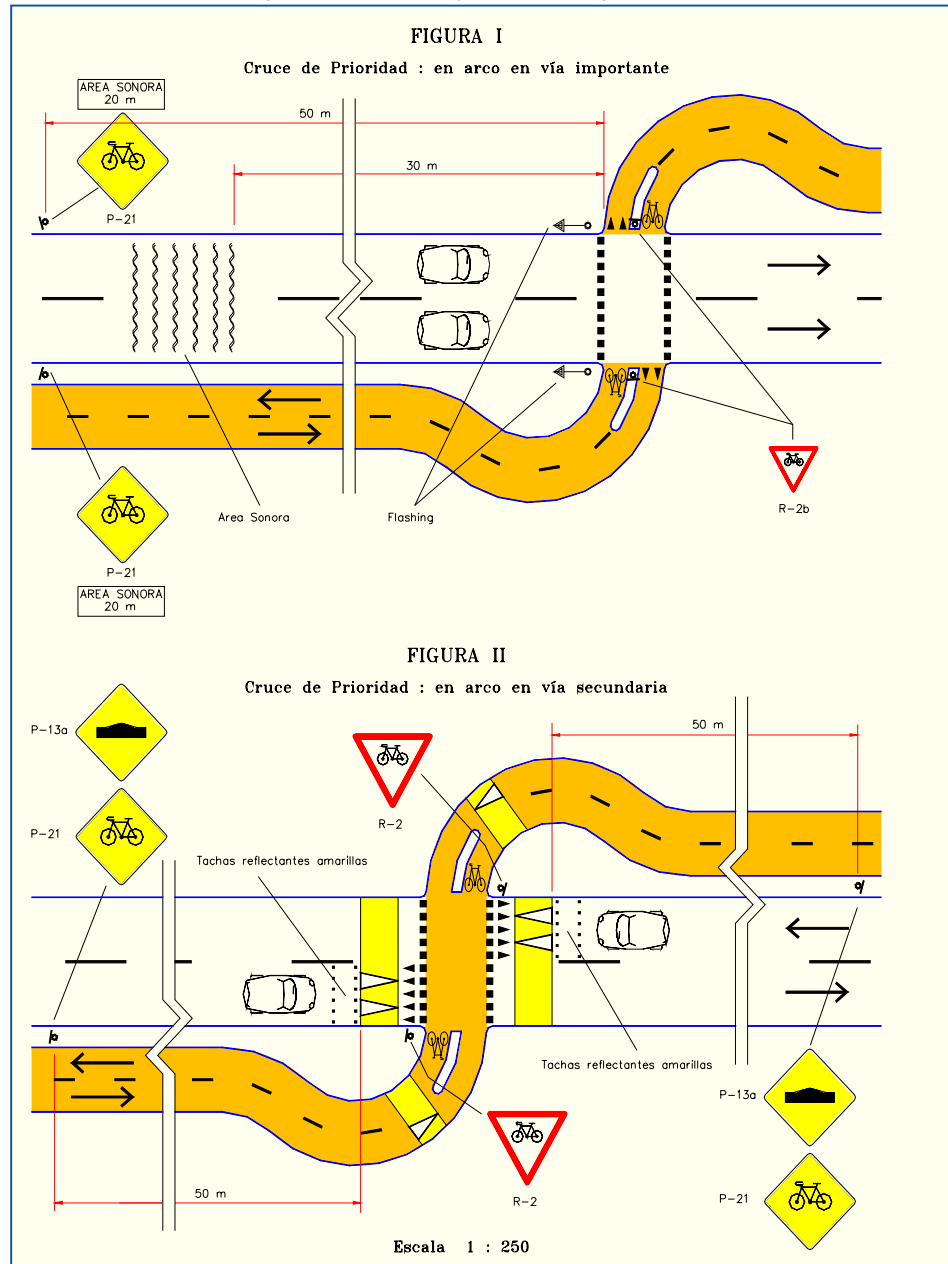 FIGURA I
Cruce de Prioridad : en arco en vía importante
AREA SONORA
20 m
50 m
30 m
P-21
Area Sonora
Flashing
R-2b
P-21
AREA SONORA
20 m
FIGURA II
Cruce de Prioridad : en arco en vía secundaria
P-13a
50 m
R-2
P-21
Tachas reflectantes amarillas
Tachas reflectantes amarillas
P-13a
50 m
R-2
P-21
Escala 1 : 250